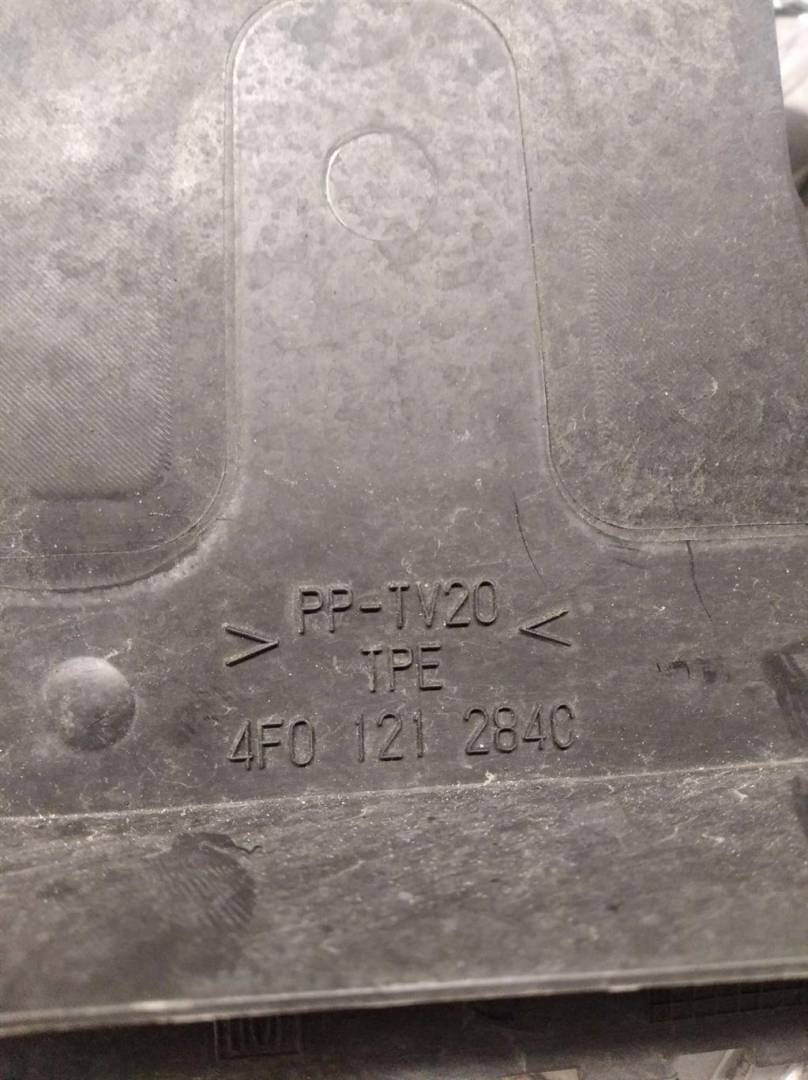 > PP-TV20 <
TPE
4F0 121 284C